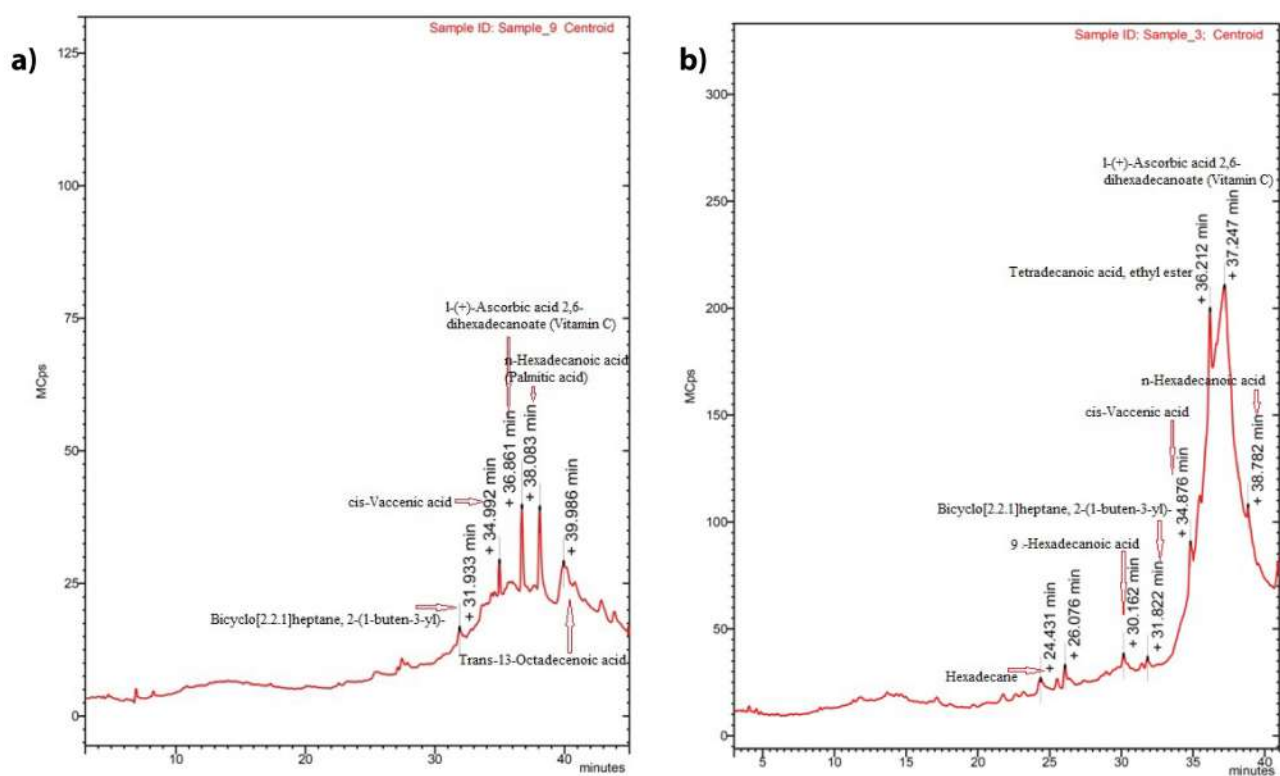 a)
Sample ID: Sample_9 Centroid
125
100
75
50
25
0
MCps
l-(+)-Ascorbic acid 2,6-
dihexadecanoate (Vitamin C)
n-Hexadecanoic acid
(Palmitic acid)
cis-Vaccenic acid
Bicyclo[2.2.1]heptane, 2-(1-buten-3-yl)-
Trans-13-Octadecenoic acid
+ 31.933 min
+ 34.992 min
+ 36.861 min
+ 38.083 min
+ 39.986 min
10
20
30
40
minutes
b)
Sample ID: Sample_3; Centroid
300
250
200
150
100
50
0
MCps
l-(+)-Ascorbic acid 2,6-
dihexadecanoate (Vitamin C)
Tetradecanoic acid, ethyl ester
n-Hexadecanoic acid
cis-Vaccenic acid
Bicyclo[2.2.1]heptane, 2-(1-buten-3-yl)-
9 :-Hexadecanoic acid
Hexadecane
+ 24.431 min
+ 26.076 min
+ 30.162 min
+ 31.822 min
+ 34.876 min
+ 36.212 min
+ 37.247 min
+ 38.782 min
5
10
15
20
25
30
35
40
minutes